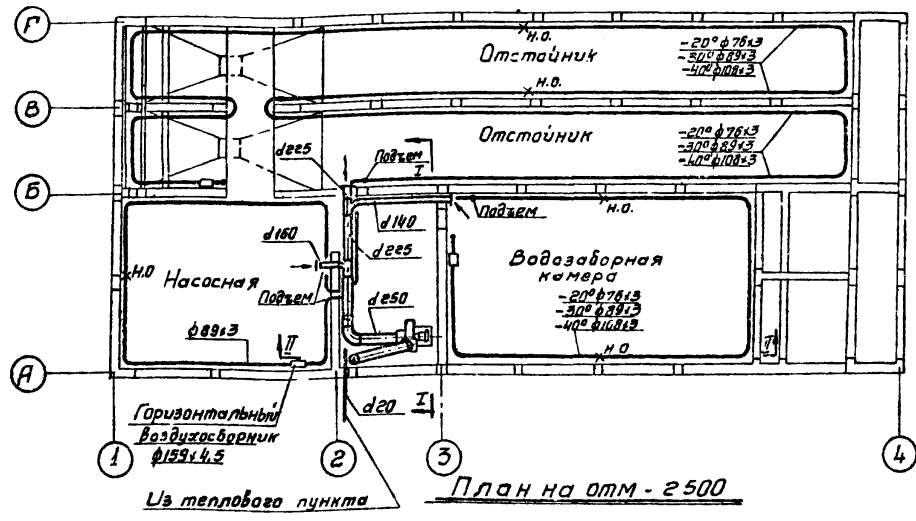 Г
Н.О.
Отстойник
-20° ф76х3
-30° ф89х3
-40° ф108х3
Н.О.
В
Отстойник
-20° ф76х3
-30° ф89х3
-40° ф108х3
d225
Подъем
I
Б
Подъем
d140
Н.О.
d160
d225
Н.О
Насосная
Водозаборная
камера
-20° ф76х3
-30° ф89х3
-40° ф108х3
Подъем
d250
ф89х3
II
II
Н О
А
Горизонтальный
воздухосборник
ф159х4,5
d20
I
1
2
3
4
Из теплового пункта
План на отм - 2500